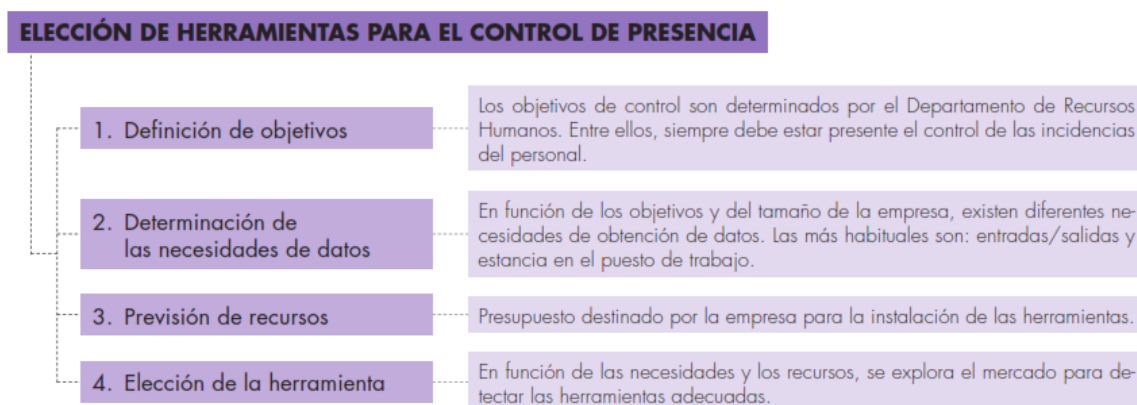 ELECCIÓN DE HERRAMIENTAS PARA EL CONTROL DE PRESENCIA
1. Definición de objetivos
Los objetivos de control son determinados por el Departamento de Recursos
Humanos. Entre ellos, siempre debe estar presente el control de las incidencias
del personal.
2. Determinación de
las necesidades de datos
En función de los objetivos y del tamaño de la empresa, existen diferentes ne-
cesidades de obtención de datos. Las más habituales son: entradas/salidas y
estancia en el puesto de trabajo.
3. Previsión de recursos
Presupuesto destinado por la empresa para la instalación de las herramientas.
4. Elección de la herramienta
En función de las necesidades y los recursos, se explora el mercado para de-
tectar las herramientas adecuadas.